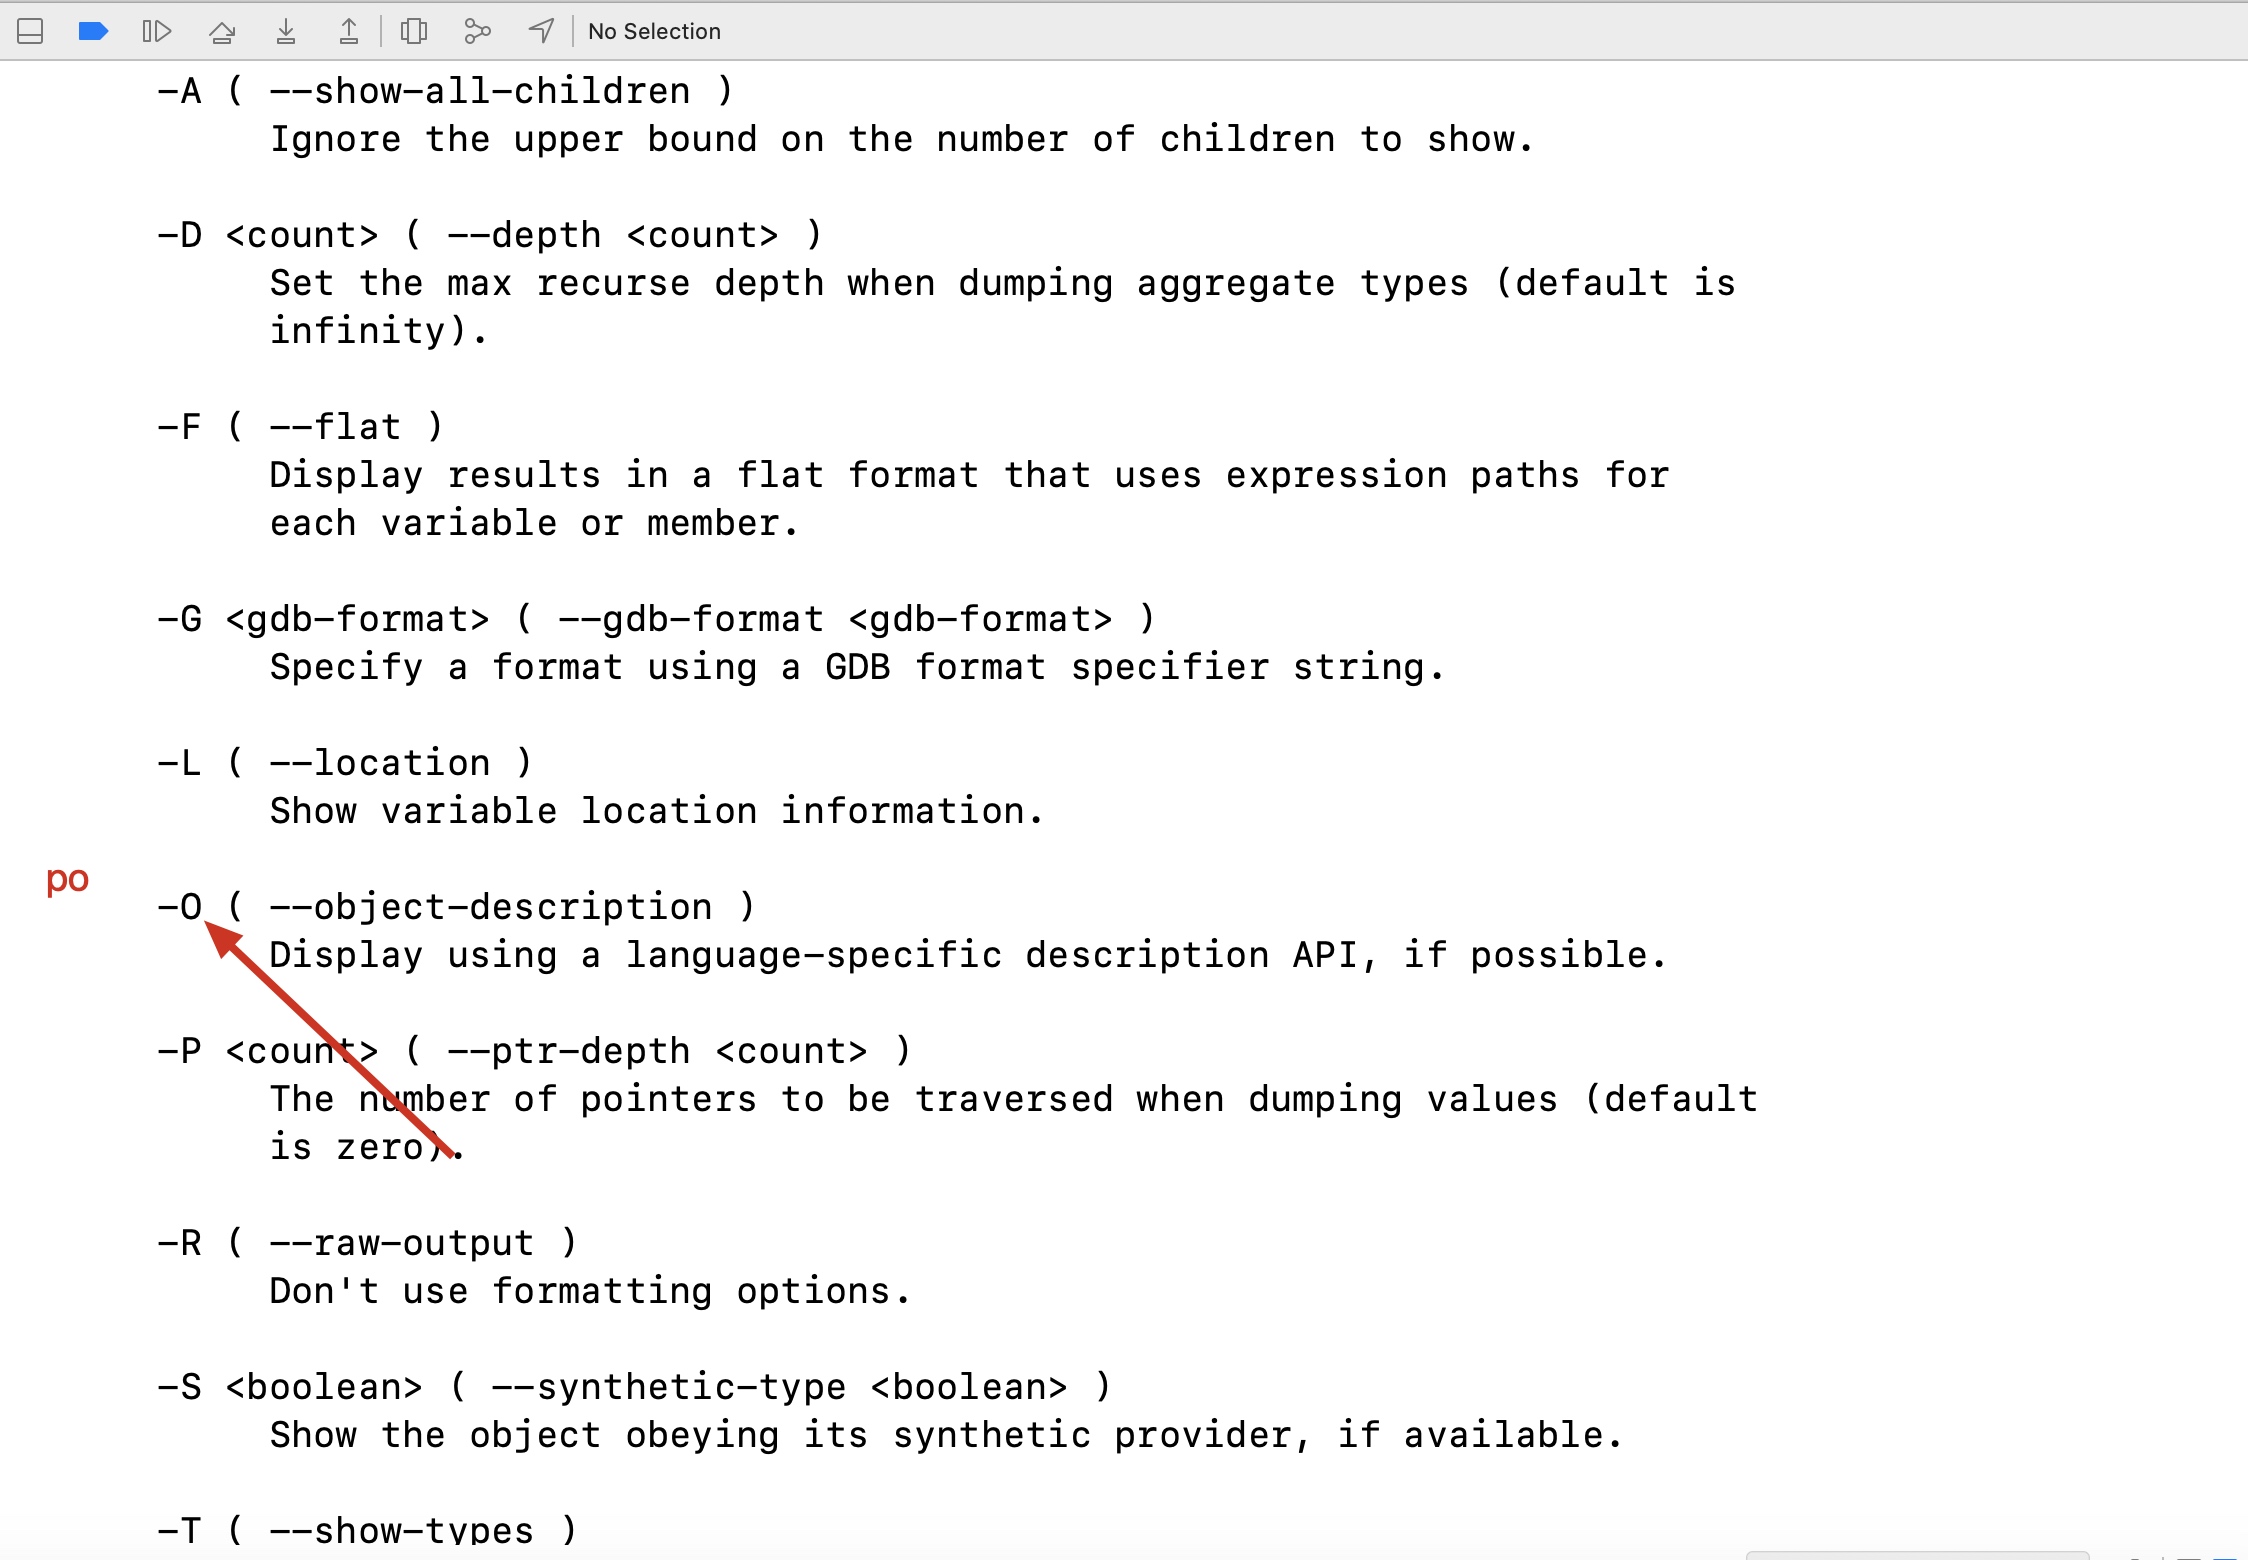 No Selection
-A ( --show-all-children )
Ignore the upper bound on the number of children to show.
-D <count> ( --depth <count> )
Set the max recurse depth when dumping aggregate types (default is
infinity).
-F ( --flat )
Display results in a flat format that uses expression paths for
each variable or member.
-G <gdb-format> ( --gdb-format <gdb-format> )
Specify a format using a GDB format specifier string.
-L ( --location )
Show variable location information.
po
-O ( --object-description )
Display using a language-specific description API, if possible.
-P <count> ( --ptr-depth <count> )
The number of pointers to be traversed when dumping values (default
is zero).
-R ( --raw-output )
Don't use formatting options.
-S <boolean> ( --synthetic-type <boolean> )
Show the object obeying its synthetic provider, if available.
-T ( --show-types )